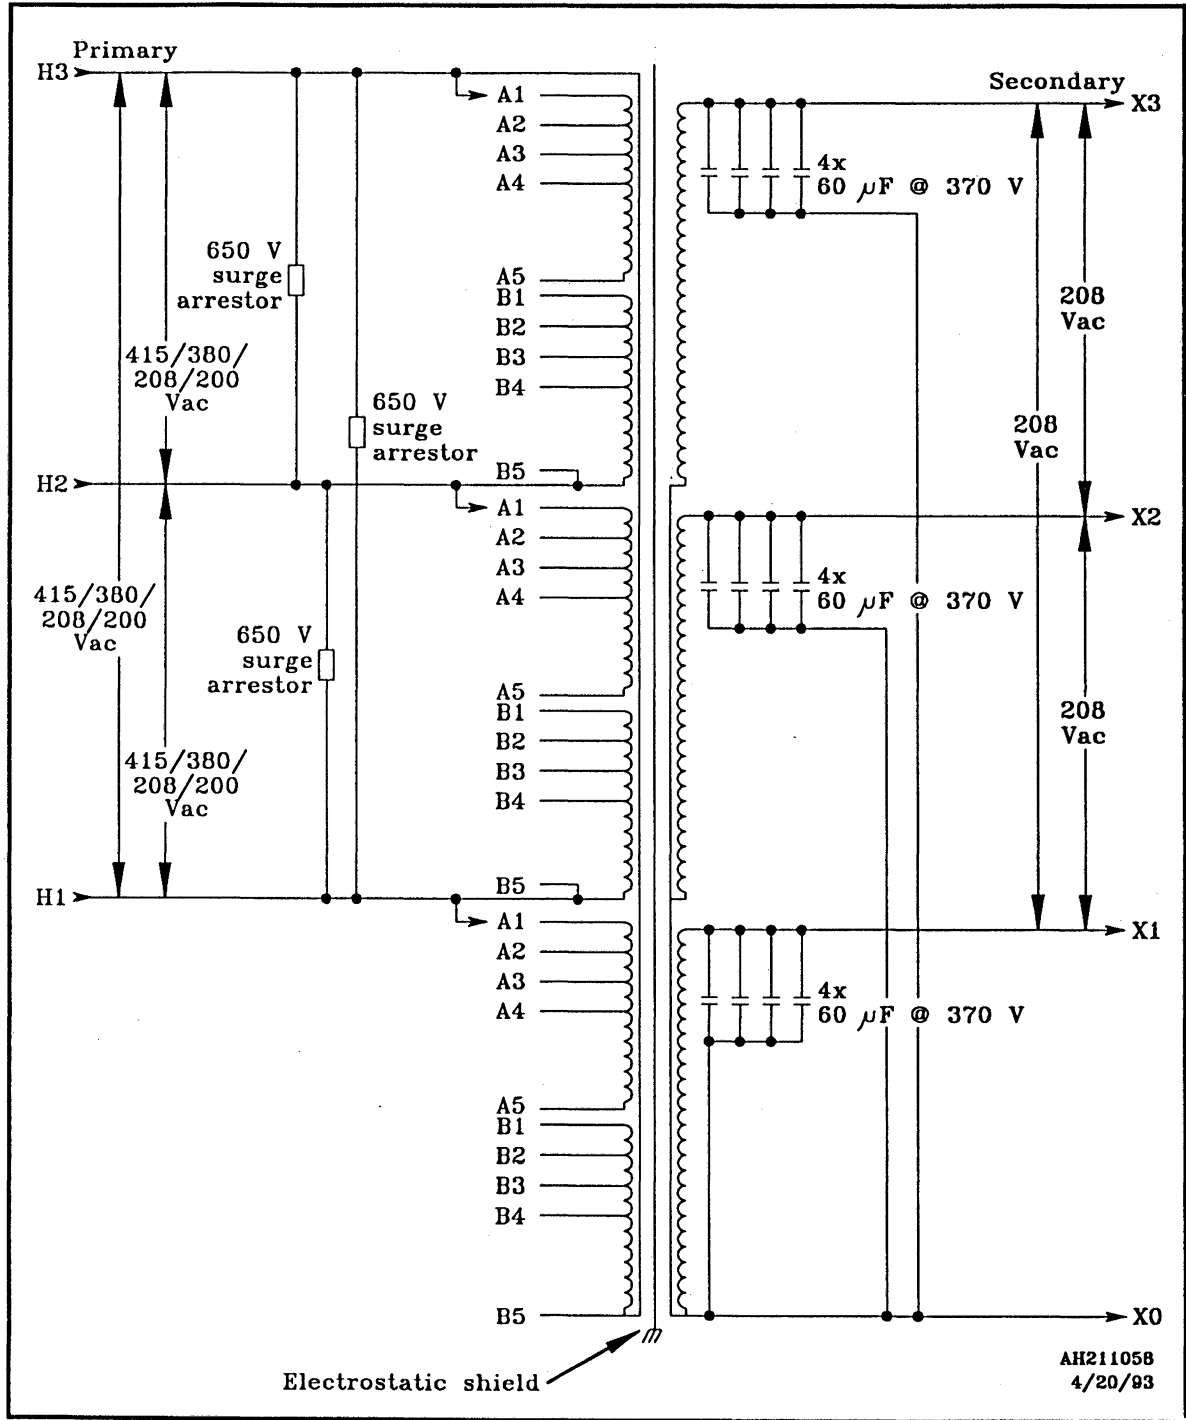 Primary
H3
A1
A2
A3
A4
650 V
surge
arrestor
A5
B1
B2
B3
B4
415/380/
208/200
Vac
650 V
surge
arrestor
B5
H2
A1
A2
A3
A4
415/380/
208/200
Vac
650 V
surge
arrestor
A5
B1
B2
B3
B4
415/380/
208/200
Vac
B5
H1
A1
A2
A3
A4
A5
B1
B2
B3
B4
B5
Electrostatic shield
Secondary
X3
4x
60 µF @ 370 V
208
Vac
208
Vac
X2
4x
60 µF @ 370 V
208
Vac
X1
4x
60 µF @ 370 V
X0
AH21105B
4/20/93